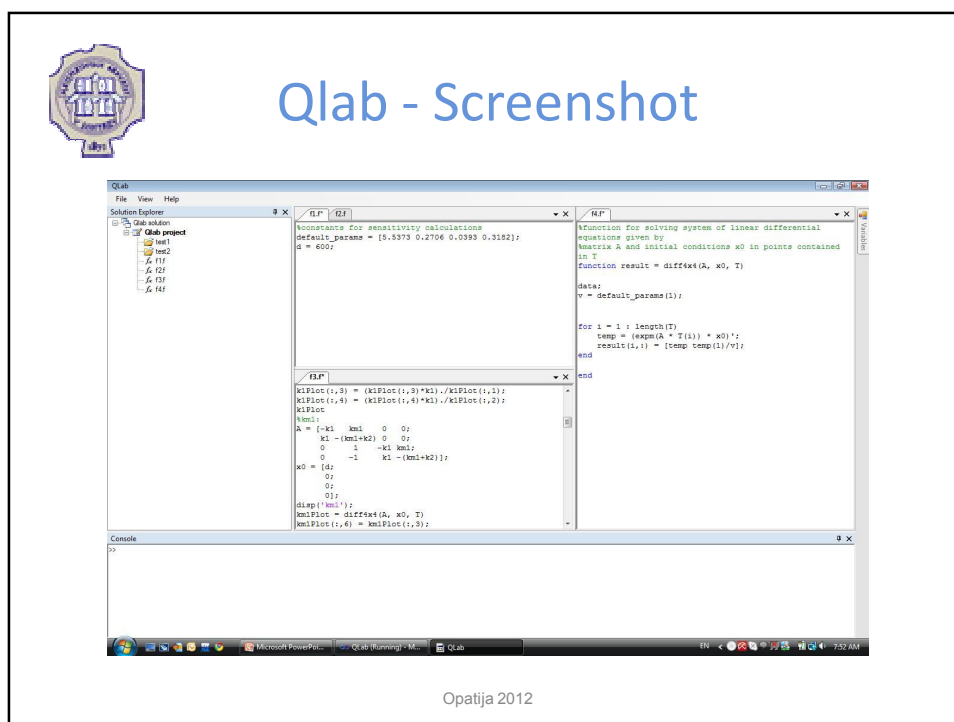 Qlab - Screenshot
QLab
File View Help
Solution Explorer
Qlab solution
Qlab project
test1
test2
fx f1.f
fx f2.f
fx f3.f
fx f4.f
f1.f* f2.f
%constants for sensitivity calculations
default_params = [5.5373 0.2706 0.0393 0.3182];
d = 600;
f3.f*
k1Plot(:,3) = (k1Plot(:,3)*k1)./k1Plot(:,1);
k1Plot(:,4) = (k1Plot(:,4)*k1)./k1Plot(:,2);
k1Plot
%km1:
A = [-k1 km1 0 0;
k1 -(km1+k2) 0 0;
0 1 -k1 km1;
0 -1 k1 -(km1+k2)];
x0 = [d;
0;
0;
0];
disp('km1');
km1Plot = diff4x4(A, x0, T)
km1Plot(:,6) = km1Plot(:,3);
f4.f*
%function for solving system of linear differential
equations given by
%matrix A and initial conditions x0 in points contained
in T
function result = diff4x4(A, x0, T)
data;
v = default_params(1);
for i = 1 : length(T)
temp = (expm(A * T(i)) * x0)';
result(i,:) = [temp temp(1)/v];
end
end
Variables
Console
>>
Microsoft PowerPoi... QLab (Running) - M... QLab EN 7:52 AM
Opatija 2012